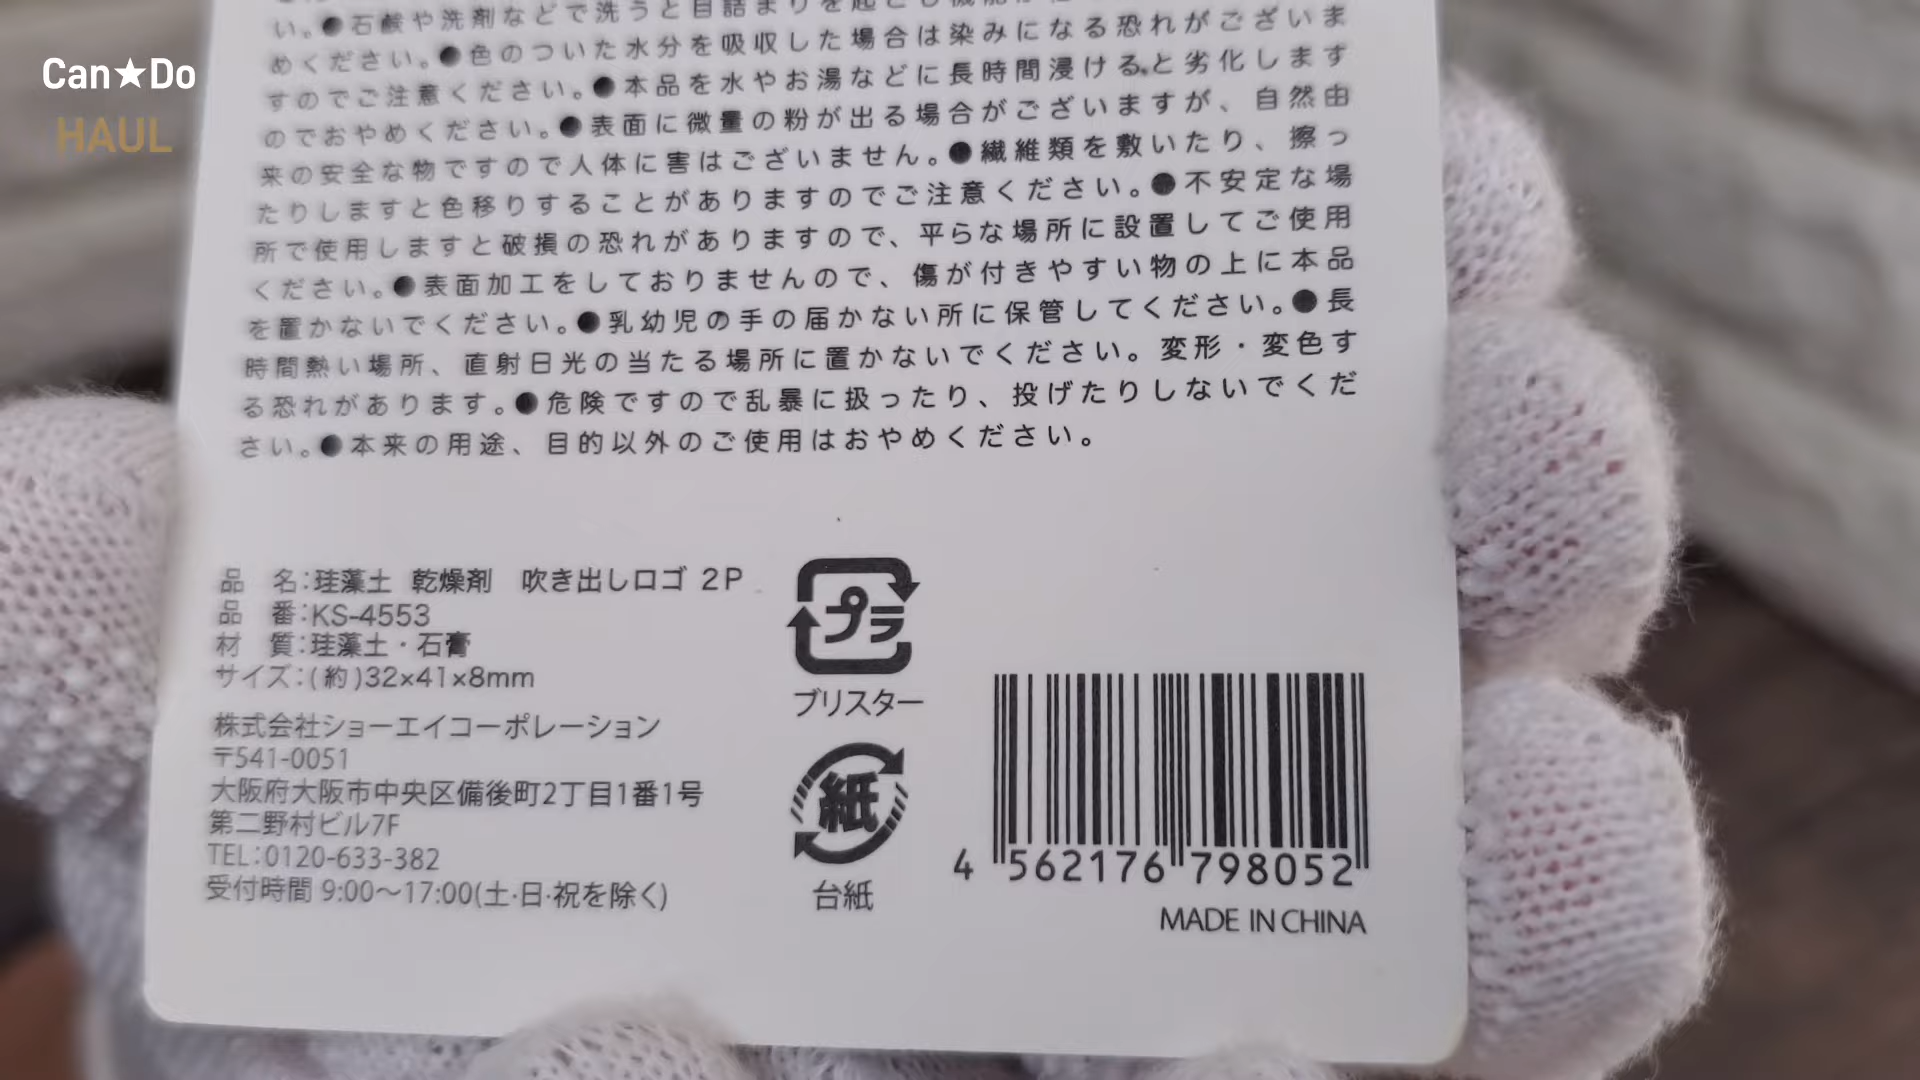 Can★Do
HAUL
い。●石鹸や洗剤などで洗うと目詰まりを起こし機能が
めください。●色のついた水分を吸収した場合は染みになる恐れがございま
すのでご注意ください。●本品を水やお湯などに長時間浸けると劣化します
のでおやめください。●表面に微量の粉が出る場合がございますが、自然由
来の安全な物ですので人体に害はございません。●繊維類を敷いたり、擦っ
たりしますと色移りすることがありますのでご注意ください。●不安定な場
所で使用しますと破損の恐れがありますので、平らな場所に設置してご使用
ください。●表面加工をしておりませんので、傷が付きやすい物の上に本品
を置かないでください。●乳幼児の手の届かない所に保管してください。●長
時間熱い場所、直射日光の当たる場所に置かないでください。変形・変色す
る恐れがあります。●危険ですので乱暴に扱ったり、投げたりしないでくだ
さい。●本来の用途、目的以外のご使用はおやめください。
品　名:珪藻土　乾燥剤　吹き出しロゴ 2P
品　番:KS-4553
材　質:珪藻土・石膏
サイズ:(約)32×41×8mm
株式会社ショーエイコーポレーション
〒541-0051
大阪府大阪市中央区備後町2丁目1番1号
第二野村ビル7F
TEL:0120-633-382
受付時間 9:00〜17:00(土・日・祝を除く)
プラ
ブリスター
紙
台紙
4 562176 798052
MADE IN CHINA